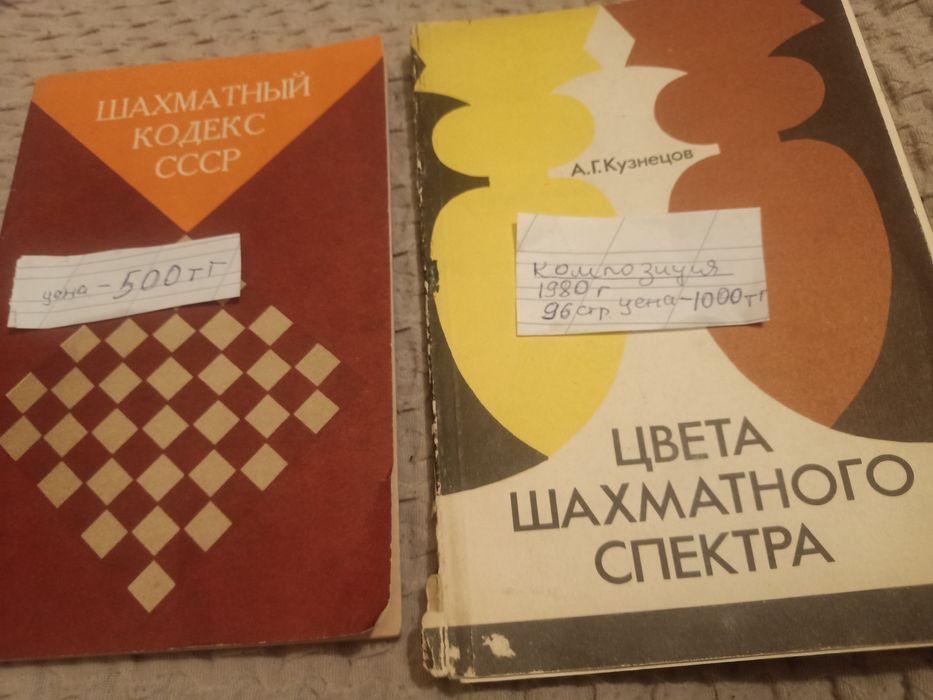 ШАХМАТНЫЙ
КОДЕКС
СССР
цена - 500 тг
А.Г.Кузнецов
композиция
1980 г
96 стр цена - 1000 тг
ЦВЕТА
ШАХМАТНОГО
СПЕКТРА